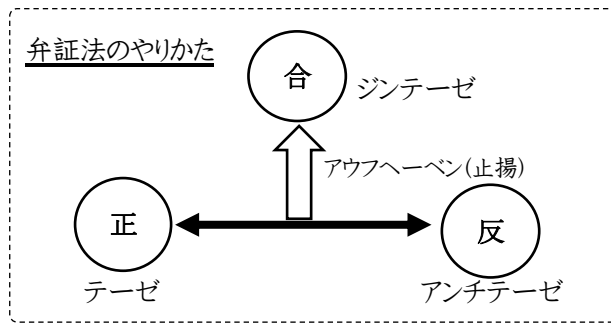 弁証法のやりかた
合
ジンテーゼ
アウフヘーベン(止揚)
正
反
テーゼ
アンチテーゼ